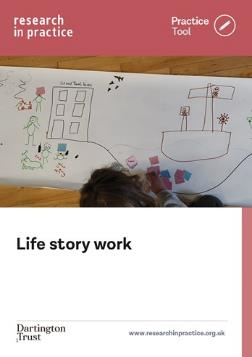 research
in practice
Practice
Tool
Life story work
Dartington
Trust
www.researchinpractice.org.uk